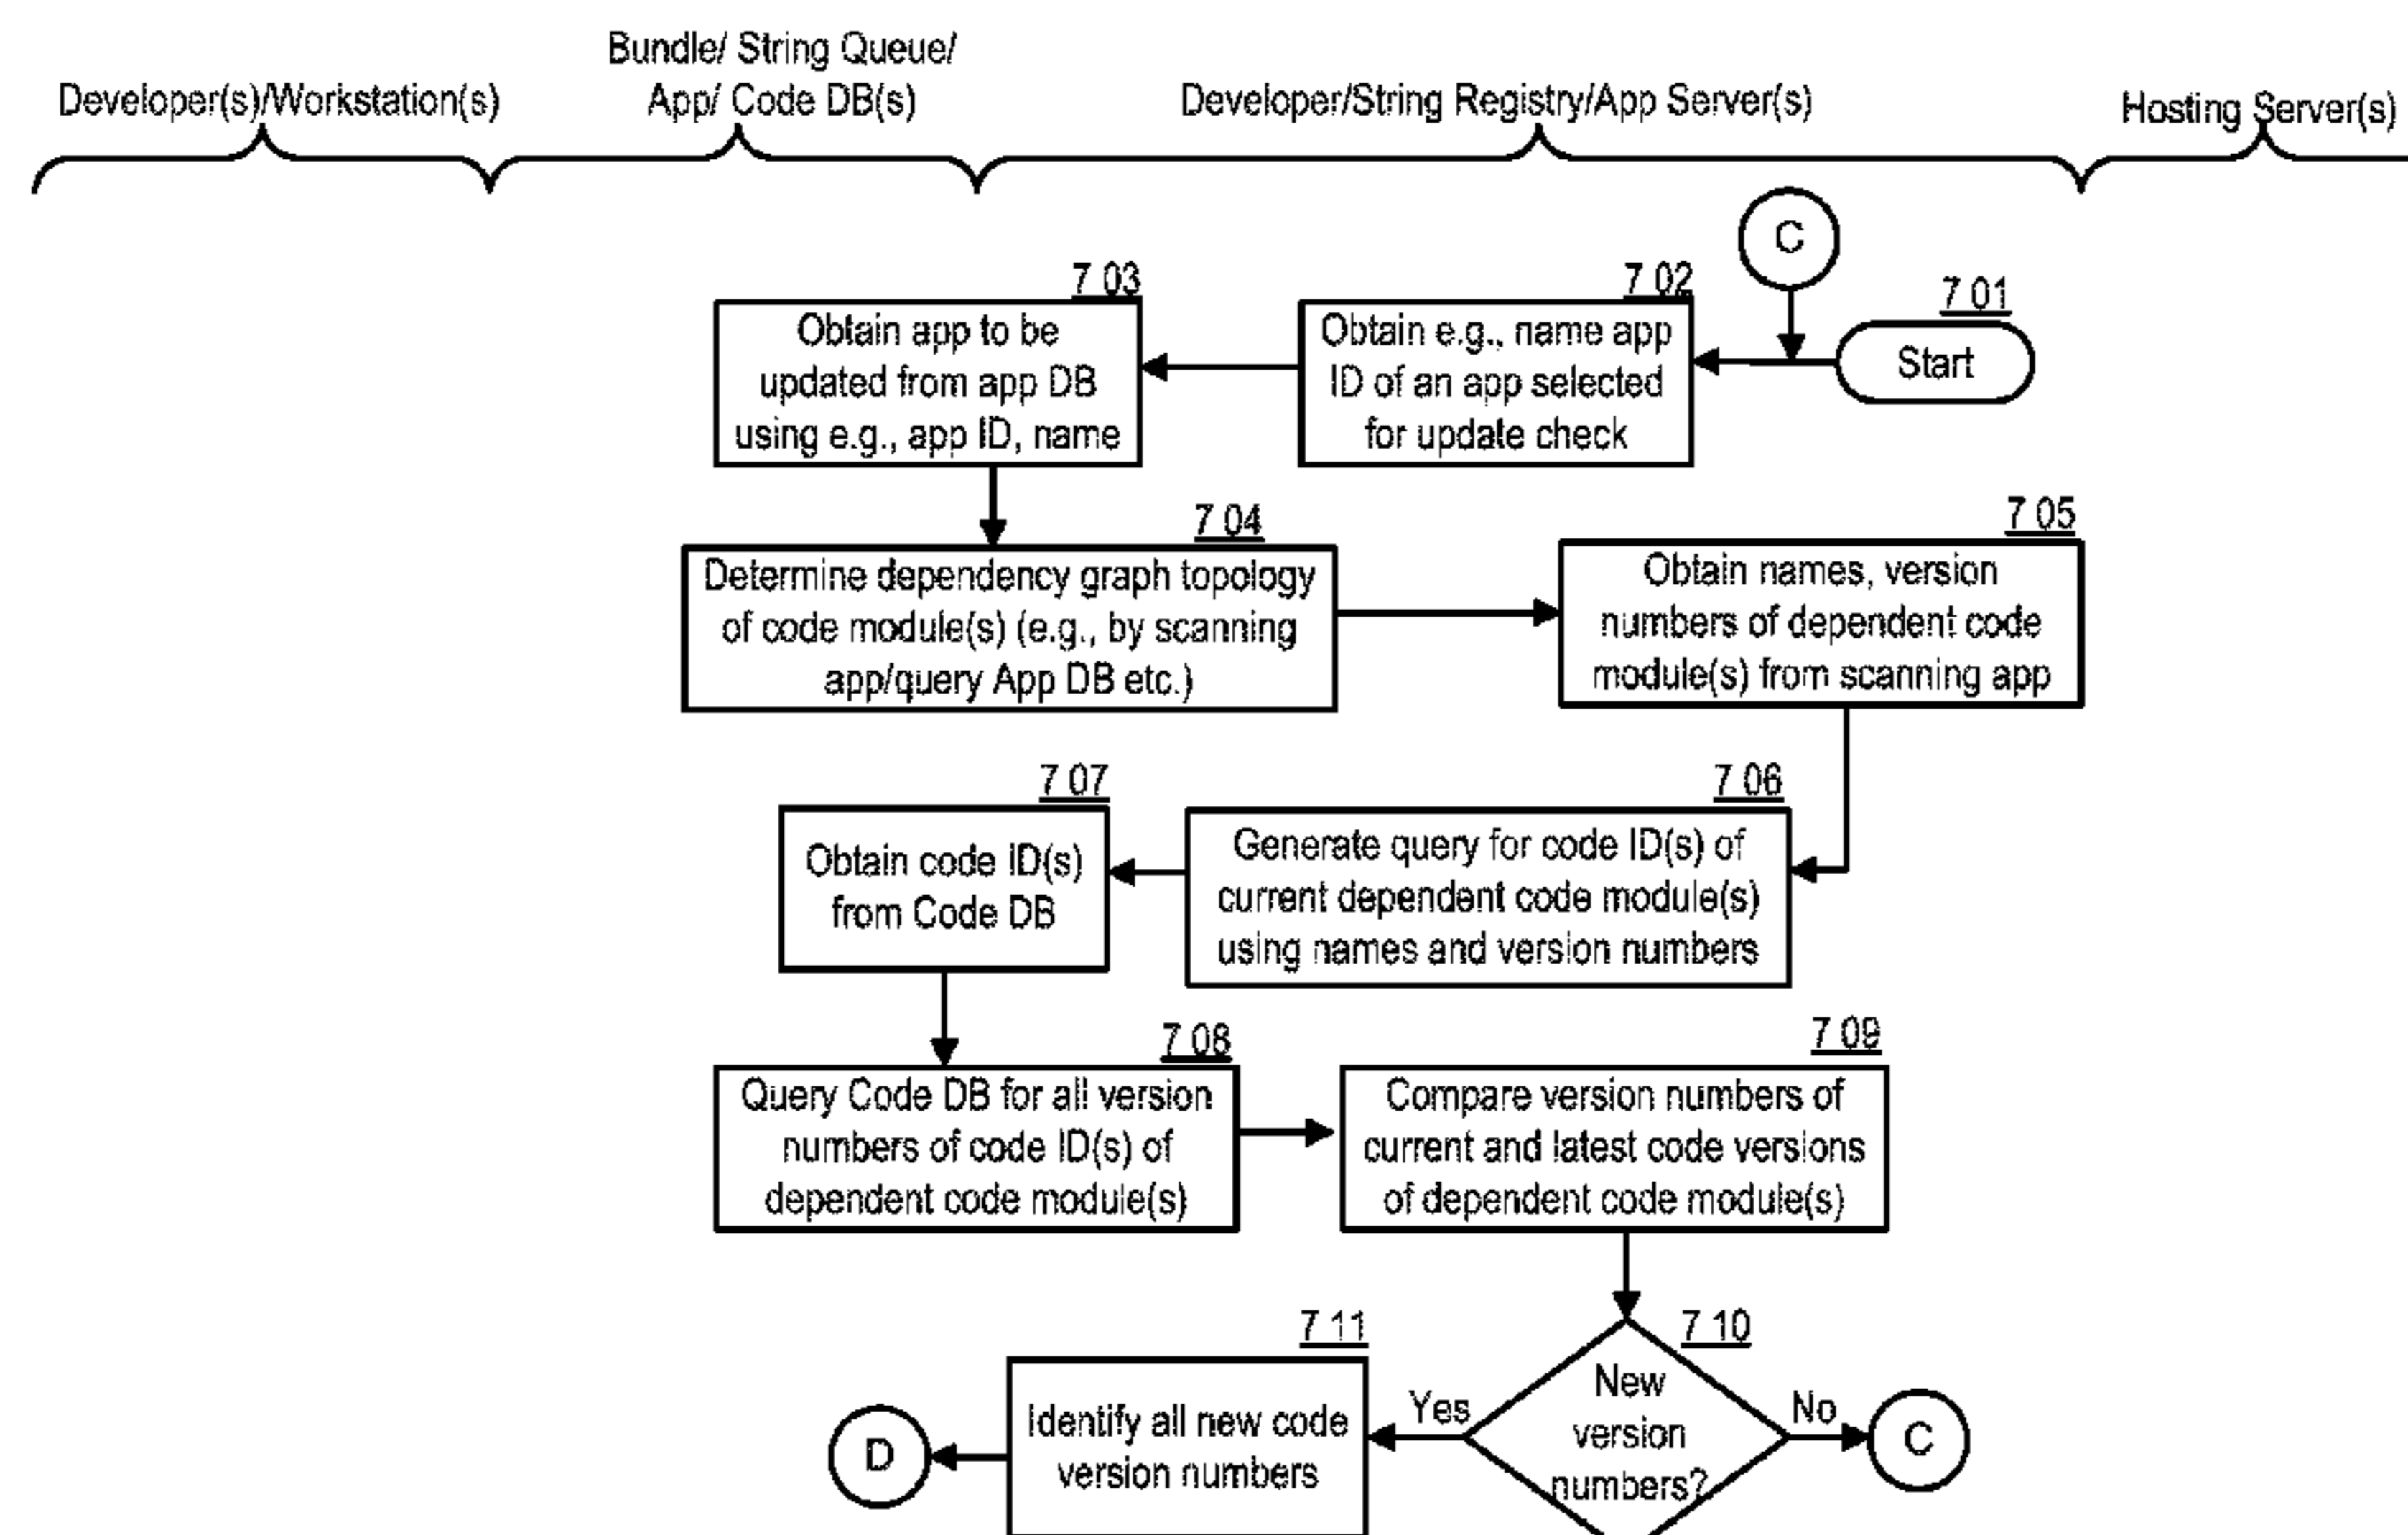 Developer(s)/Workstation(s)
Bundle/ String Queue/
App/ Code DB(s)
Developer/String Registry/App Server(s)
Hosting Server(s)
C
7 01
Start
7 02
Obtain e.g., name app
ID of an app selected
for update check
7 03
Obtain app to be
updated from app DB
using e.g., app ID, name
7 04
Determine dependency graph topology
of code module(s) (e.g., by scanning
app/query App DB etc.)
7 05
Obtain names, version
numbers of dependent code
module(s) from scanning app
7 06
Generate query for code ID(s) of
current dependent code module(s)
using names and version numbers
7 07
Obtain code ID(s)
from Code DB
7 08
Query Code DB for all version
numbers of code ID(s) of
dependent code module(s)
7 09
Compare version numbers of
current and latest code versions
of dependent code module(s)
7 10
New
version
numbers?
No
C
Yes
7 11
Identify all new code
version numbers
D